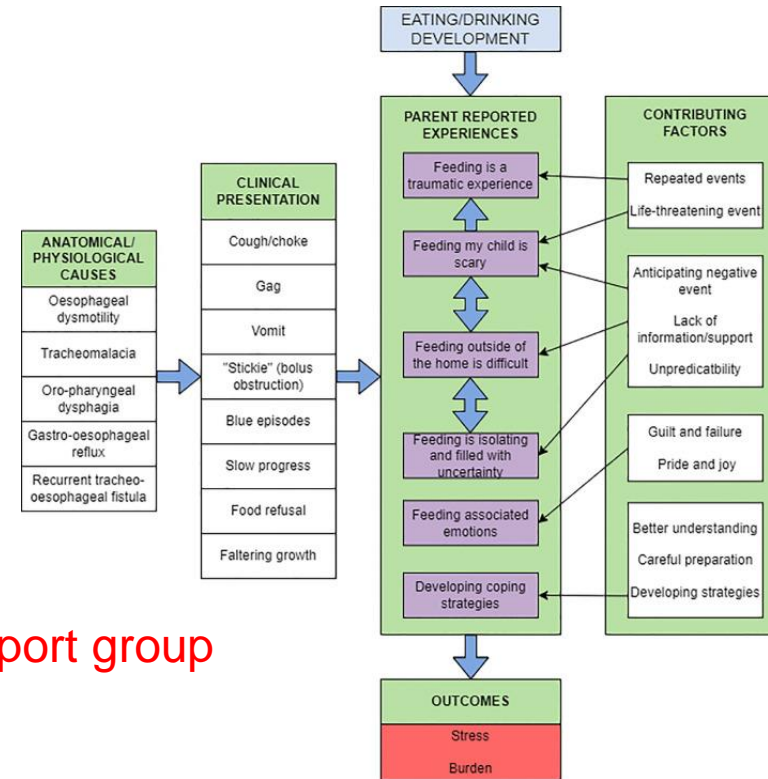 EATING/DRINKING
DEVELOPMENT
ANATOMICAL/
PHYSIOLOGICAL
CAUSES
Oesophageal
dysmotility
Tracheomalacia
Oro-pharyngeal
dysphagia
Gastro-oesophageal
reflux
Recurrent tracheo-
oesophageal fistula
CLINICAL
PRESENTATION
Cough/choke
Gag
Vomit
"Stickie" (bolus
obstruction)
Blue episodes
Slow progress
Food refusal
Faltering growth
PARENT REPORTED
EXPERIENCES
Feeding is a
traumatic experience
Feeding my child is
scary
Feeding outside of
the home is difficult
Feeding is isolating
and filled with
uncertainty
Feeding associated
emotions
Developing coping
strategies
CONTRIBUTING
FACTORS
Repeated events
Life-threatening event
Anticipating negative
event
Lack of
information/support
Unpredicatbility
Guilt and failure
Pride and joy
Better understanding
Careful preparation
Developing strategies
port group
OUTCOMES
Stress
Burden